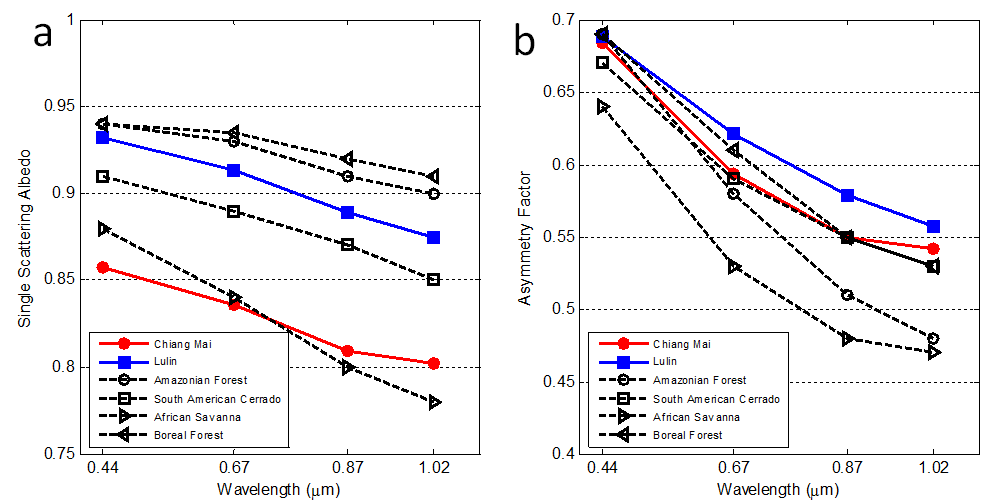 a
1
0.95
0.9
0.85
0.8
0.75
Single Scattering Albedo
Chiang Mai
Lulin
Amazonian Forest
South American Cerrado
African Savanna
Boreal Forest
0.44 0.67 0.87 1.02
Wavelength (μm)
b
0.7
0.65
0.6
0.55
0.5
0.45
0.4
Asymmetry Factor
Chiang Mai
Lulin
Amazonian Forest
South American Cerrado
African Savanna
Boreal Forest
0.44 0.67 0.87 1.02
Wavelength (μm)